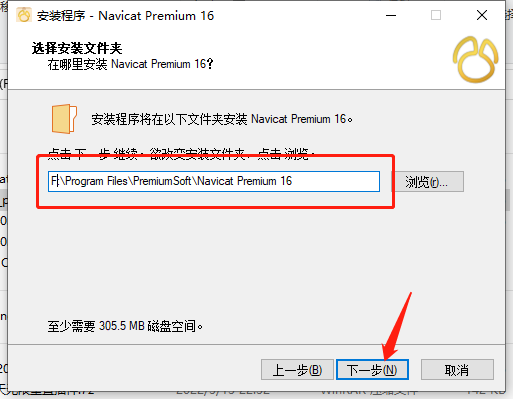 安装程序 - Navicat Premium 16
选择安装文件夹
在哪里安装 Navicat Premium 16?
安装程序将在以下文件夹安装 Navicat Premium 16。
点击 下一步 继续。欲改变安装文件夹，点击 浏览。
F:\Program Files\PremiumSoft\Navicat Premium 16
浏览(r)...
至少需要 305.5 MB 磁盘空间。
上一步(B)
下一步(N)
取消